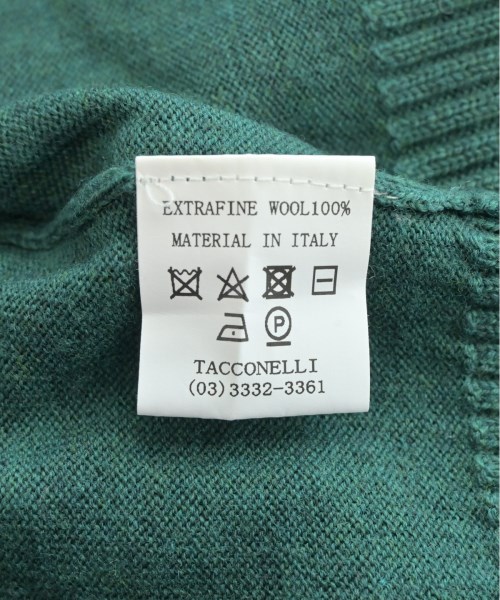 EXTRAFINE WOOL100%
MATERIAL IN ITALY
P
TACCONELLI
(03)3332-3361